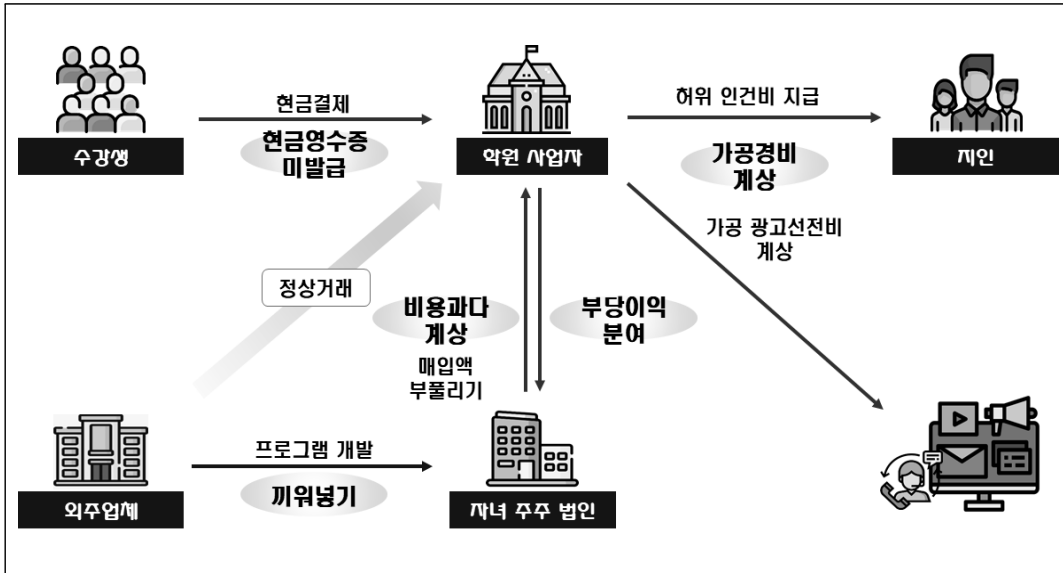 현금결제
현금영수증
미발급
수강생
학원 사업자
허위 인건비 지급
가공경비
계상
지인
가공 광고선전비
계상
정상거래
비용과다
계상
매입액
부풀리기
부당이익
분여
프로그램 개발
끼워넣기
외주업체
자녀 주주 법인